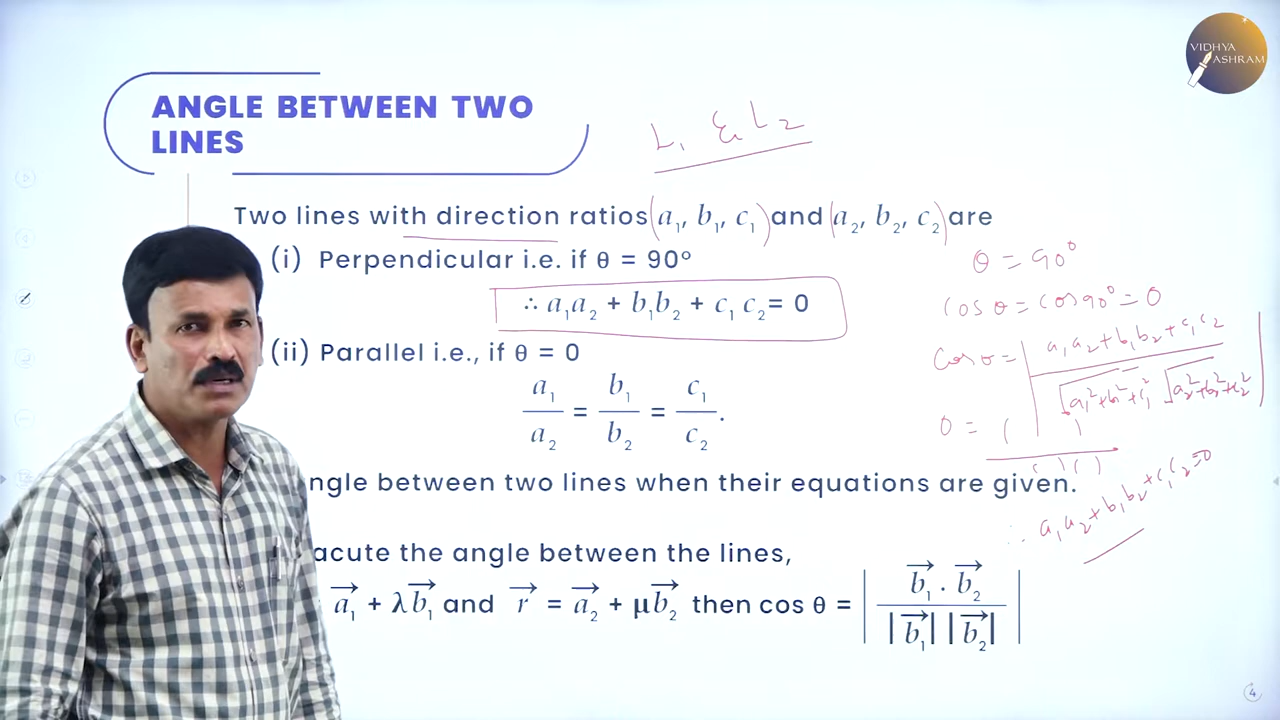 VIDHYA
ASHRAM
ANGLE BETWEEN TWO
LINES
L₁ & L₂
Two lines with direction ratios (a₁, b₁, c₁) and (a₂, b₂, c₂) are
(i) Perpendicular i.e. if θ = 90°
∴ a₁a₂ + b₁b₂ + c₁ c₂= 0
(ii) Parallel i.e., if θ = 0
a₁/a₂ = b₁/b₂ = c₁/c₂.
θ = 90°
cos θ = cos 90° = 0
cos θ = | a₁a₂ + b₁b₂ + c₁c₂ / √a₁²+b₁²+c₁² √a₂²+b₂²+c₂² |
0 = ( ) / ( ) ( )
∴ a₁a₂ + b₁b₂ + c₁c₂ = 0
ngle between two lines when their equations are given.
acute the angle between the lines,
a₁⃗ + λb₁⃗ and r⃗ = a₂⃗ + μb₂⃗ then cos θ = | b₁⃗ . b₂⃗ / |b₁⃗| |b₂⃗| |
4